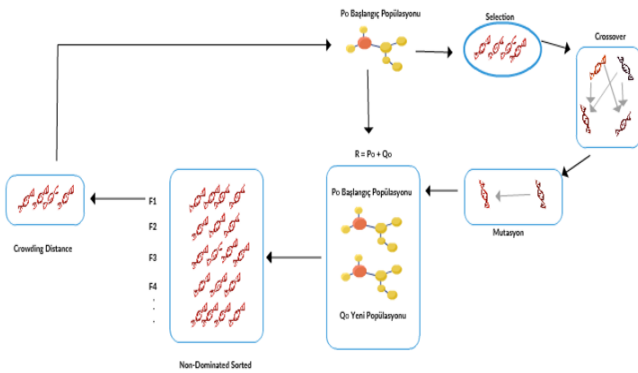 P0 Başlangıç Popülasyonu
Selection
Crossover
R = P0 + Q0
P0 Başlangıç Popülasyonu
Q0 Yeni Popülasyonu
Mutasyon
F1
F2
F3
F4
.
.
.
Crowding Distance
Non-Dominated Sorted